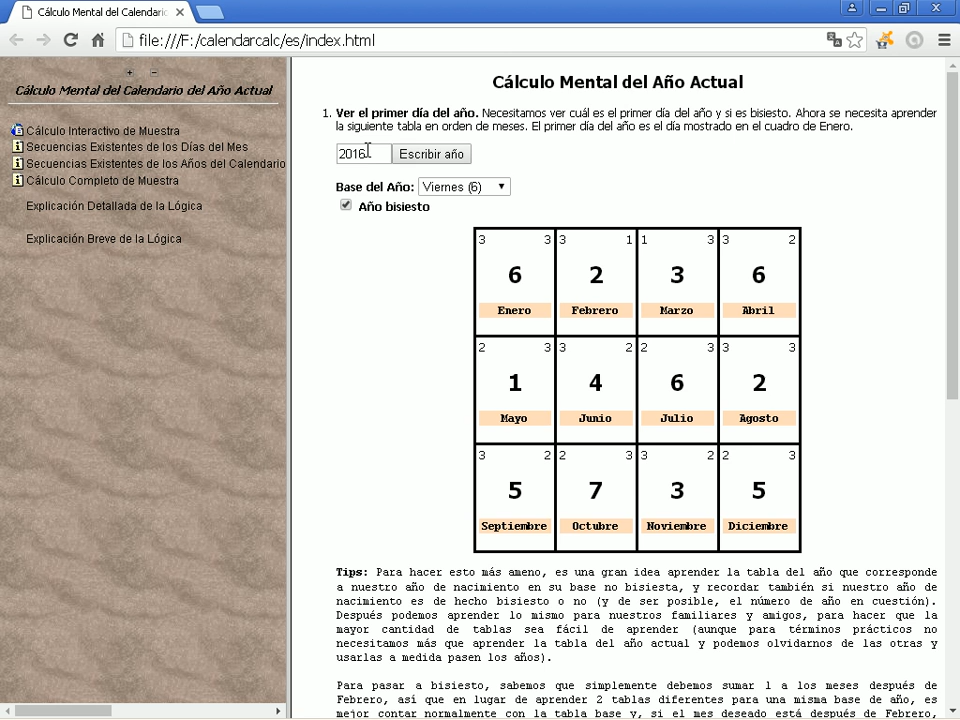 Cálculo Mental del Calendario
file:///F:/calendarcalc/es/index.html
+ -
Cálculo Mental del Calendario del Año Actual
Cálculo Interactivo de Muestra
Secuencias Existentes de los Días del Mes
Secuencias Existentes de los Años del Calendario
Cálculo Completo de Muestra
Explicación Detallada de la Lógica
Explicación Breve de la Lógica
Cálculo Mental del Año Actual
1. Ver el primer día del año. Necesitamos ver cuál es el primer día del año y si es bisiesto. Ahora se necesita aprender
la siguiente tabla en orden de meses. El primer día del año es el día mostrado en el cuadro de Enero.
2016 Escribir año
Base del Año: Viernes (6)
Año bisiesto
3 3 3 1 1 3 3 2
6 2 3 6
Enero Febrero Marzo Abril
2 3 3 2 2 3 3 3
1 4 6 2
Mayo Junio Julio Agosto
3 2 2 3 3 2 2 3
5 7 3 5
Septiembre Octubre Noviembre Diciembre
Tips: Para hacer esto más ameno, es una gran idea aprender la tabla del año que corresponde
a nuestro año de nacimiento en su base no bisiesta, y recordar también si nuestro año de
nacimiento es de hecho bisiesto o no (y de ser posible, el número de año en cuestión).
Después podemos aprender lo mismo para nuestros familiares y amigos, para hacer que la
mayor cantidad de tablas sea fácil de aprender (aunque para términos prácticos no
necesitamos más que aprender la tabla del año actual y podemos olvidarnos de las otras y
usarlas a medida pasen los años).
Para pasar a bisiesto, sabemos que simplemente debemos sumar 1 a los meses después de
Febrero, así que en lugar de aprender 2 tablas diferentes para una misma base de año, es
mejor contar normalmente con la tabla base y, si el mes deseado está después de Febrero,